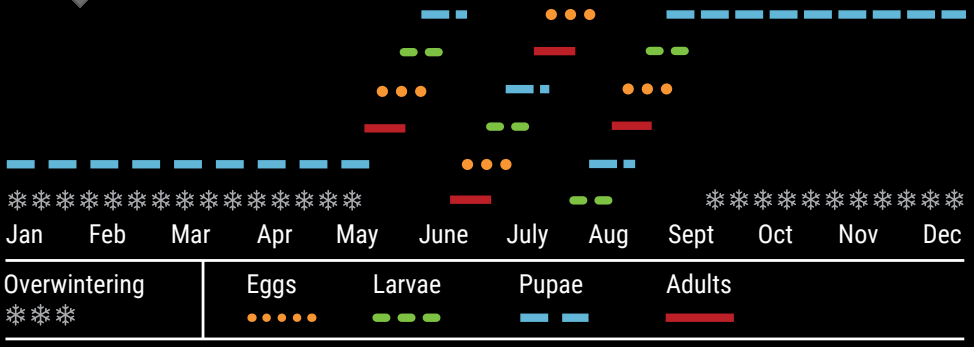 Jan Feb Mar Apr May June July Aug Sept Oct Nov Dec
Overwintering Eggs Larvae Pupae Adults